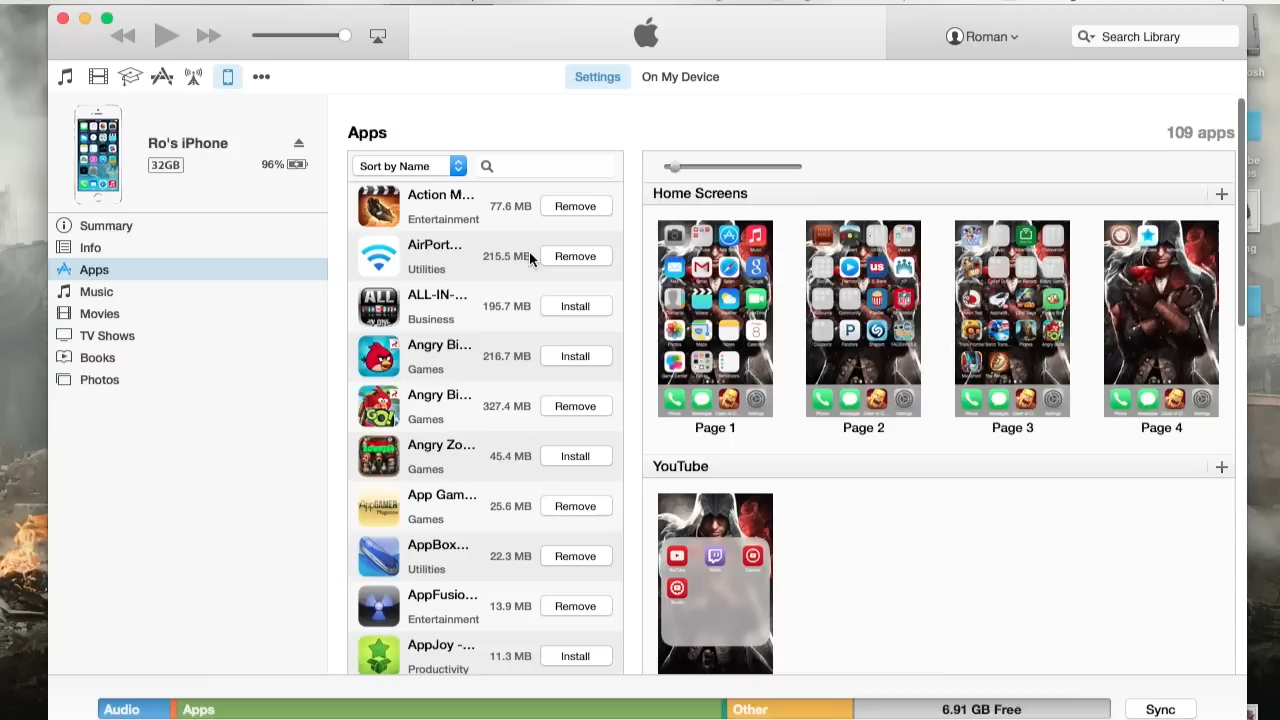 Roman
Search Library
Settings
On My Device
Ro's iPhone
32GB
96%
Summary
Info
Apps
Music
Movies
TV Shows
Books
Photos
Apps
109 apps
Sort by Name
Action M...
Entertainment
77.6 MB
Remove
AirPort...
Utilities
215.5 MB
Remove
ALL-IN-...
Business
195.7 MB
Install
Angry Bi...
Games
216.7 MB
Install
Angry Bi...
Games
327.4 MB
Remove
Angry Zo...
Games
45.4 MB
Install
App Gam...
Games
25.6 MB
Remove
AppBox...
Utilities
22.3 MB
Remove
AppFusio...
Entertainment
13.9 MB
Remove
AppJoy -...
Productivity
11.3 MB
Install
Home Screens
Page 1
Page 2
Page 3
Page 4
YouTube
Audio
Apps
Other
6.91 GB Free
Sync